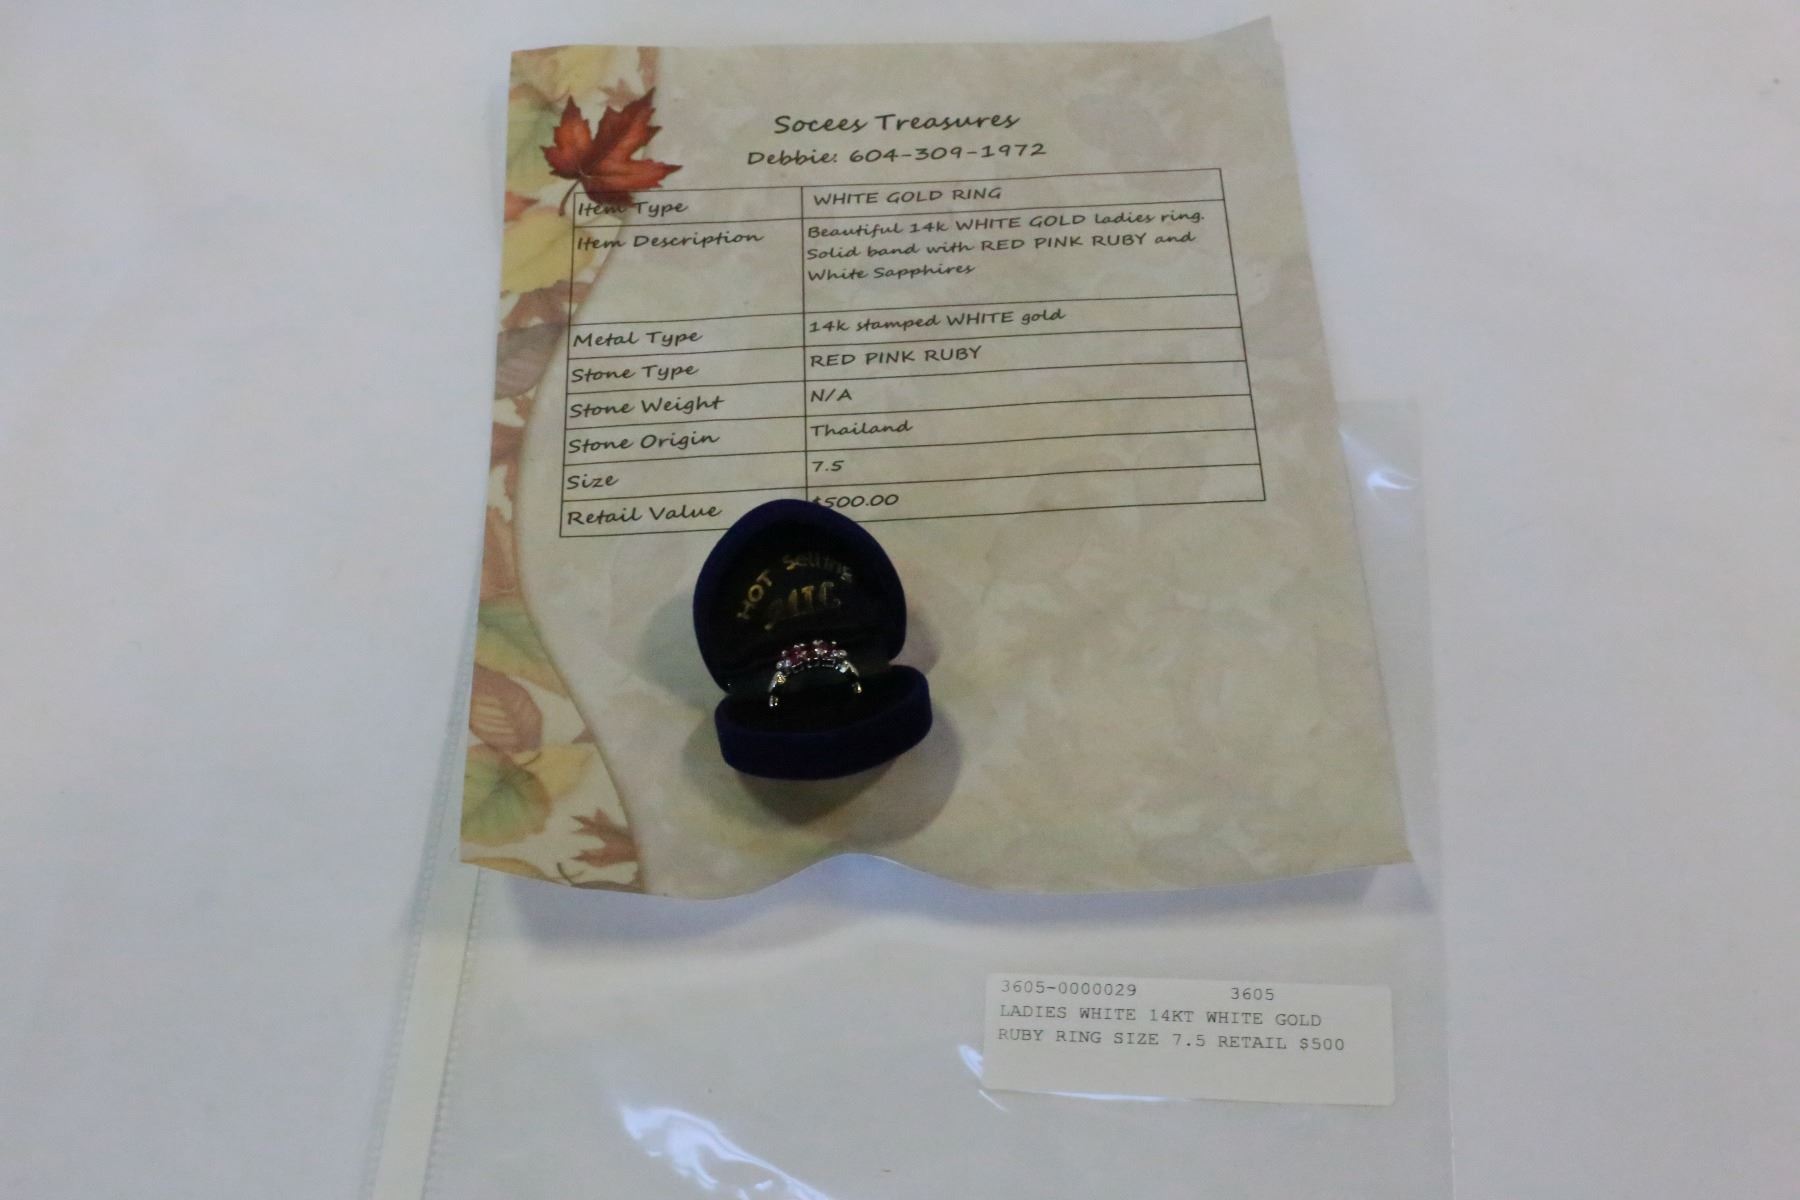 Socees Treasures
Debbie: 604-309-1972
Item Type WHITE GOLD RING
Item Description Beautiful 14k WHITE GOLD ladies ring.
Solid band with RED PINK RUBY and
White Sapphires
Metal Type 14k stamped WHITE gold
Stone Type RED PINK RUBY
Stone Weight N/A
Stone Origin Thailand
Size 7.5
Retail Value $500.00
HOT Selling
3605-0000029 3605
LADIES WHITE 14KT WHITE GOLD
RUBY RING SIZE 7.5 RETAIL $500